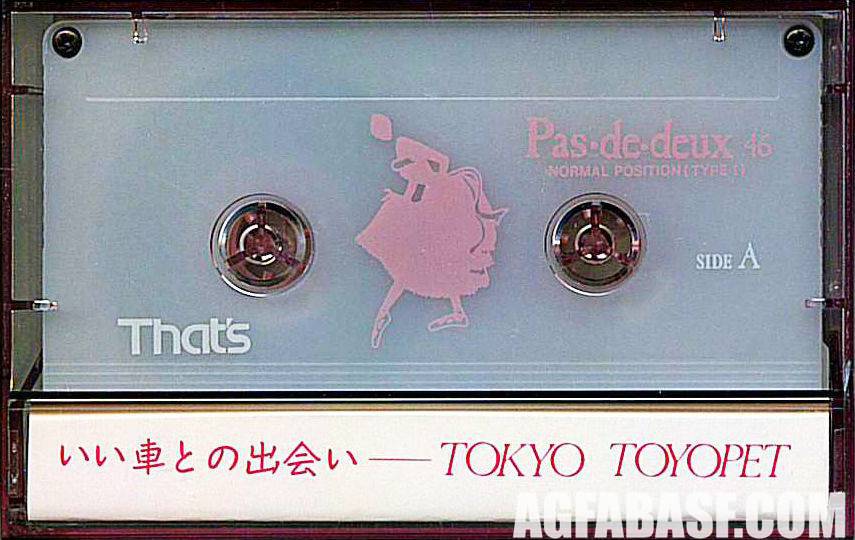 Pas·de·deux 46
NORMAL POSITION (TYPE I)
SIDE A
That's
いい車との出会い — TOKYO TOYOPET
AGFABASF.COM